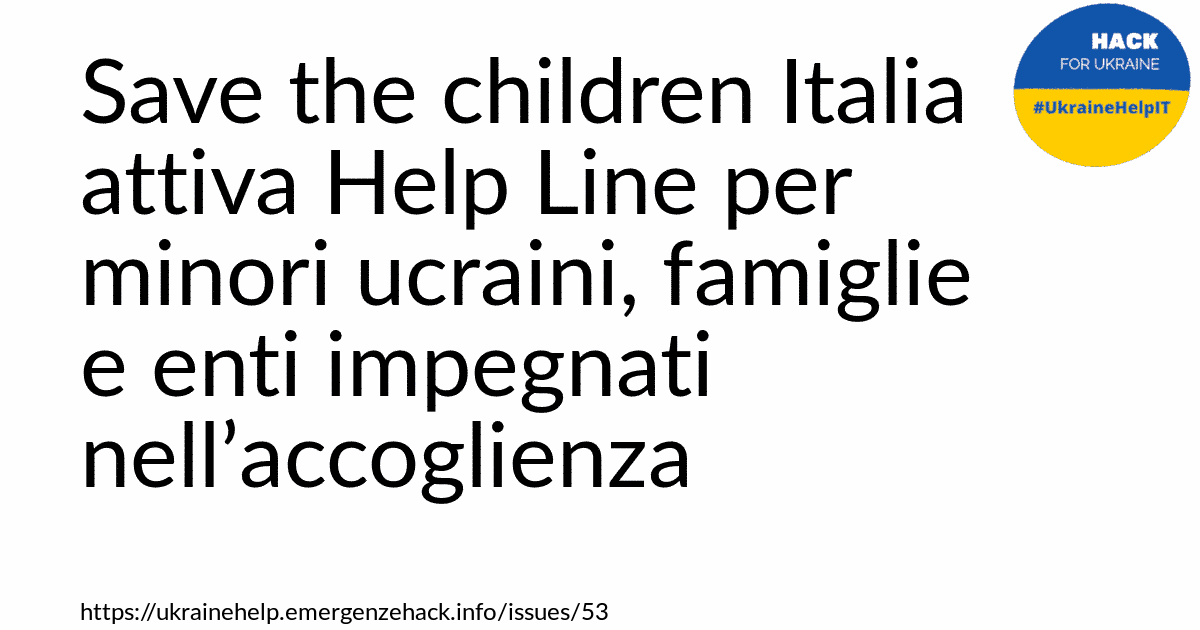 Save the children Italia
attiva Help Line per
minori ucraini, famiglie
e enti impegnati
nell’accoglienza
HACK
FOR UKRAINE
#UkraineHelpIT
https://ukrainehelp.emergenzehack.info/issues/53